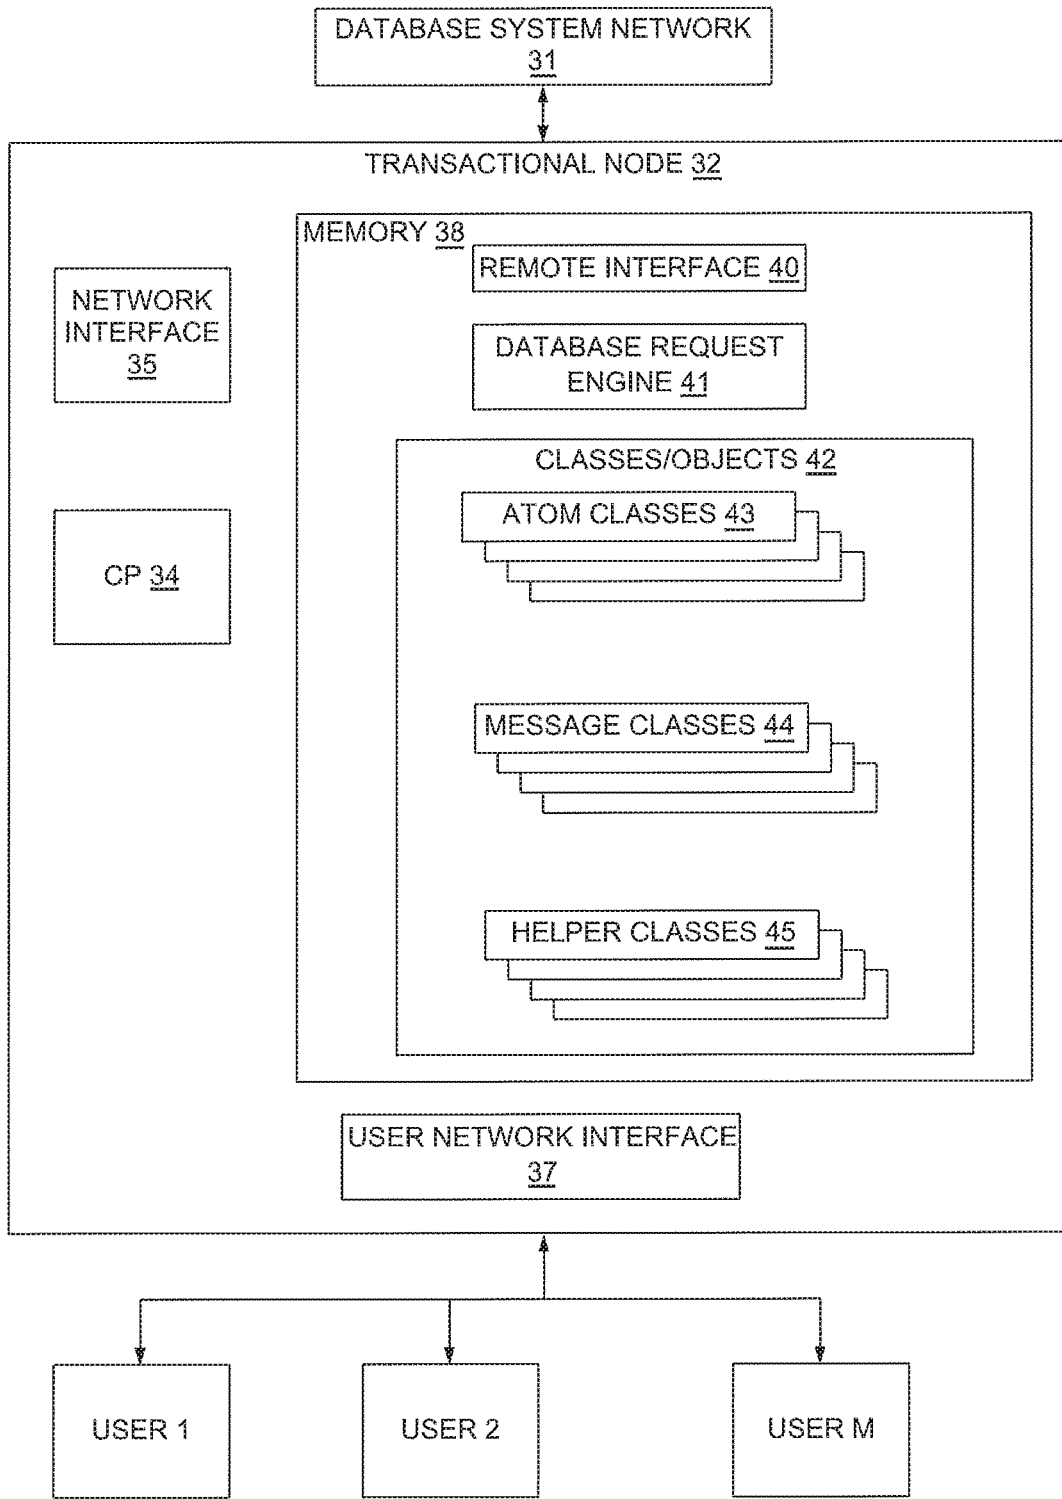 DATABASE SYSTEM NETWORK
31
TRANSACTIONAL NODE 32
MEMORY 38
REMOTE INTERFACE 40
NETWORK
INTERFACE
35
DATABASE REQUEST
ENGINE 41
CLASSES/OBJECTS 42
ATOM CLASSES 43
CP 34
MESSAGE CLASSES 44
HELPER CLASSES 45
USER NETWORK INTERFACE
37
USER 1
USER 2
USER M